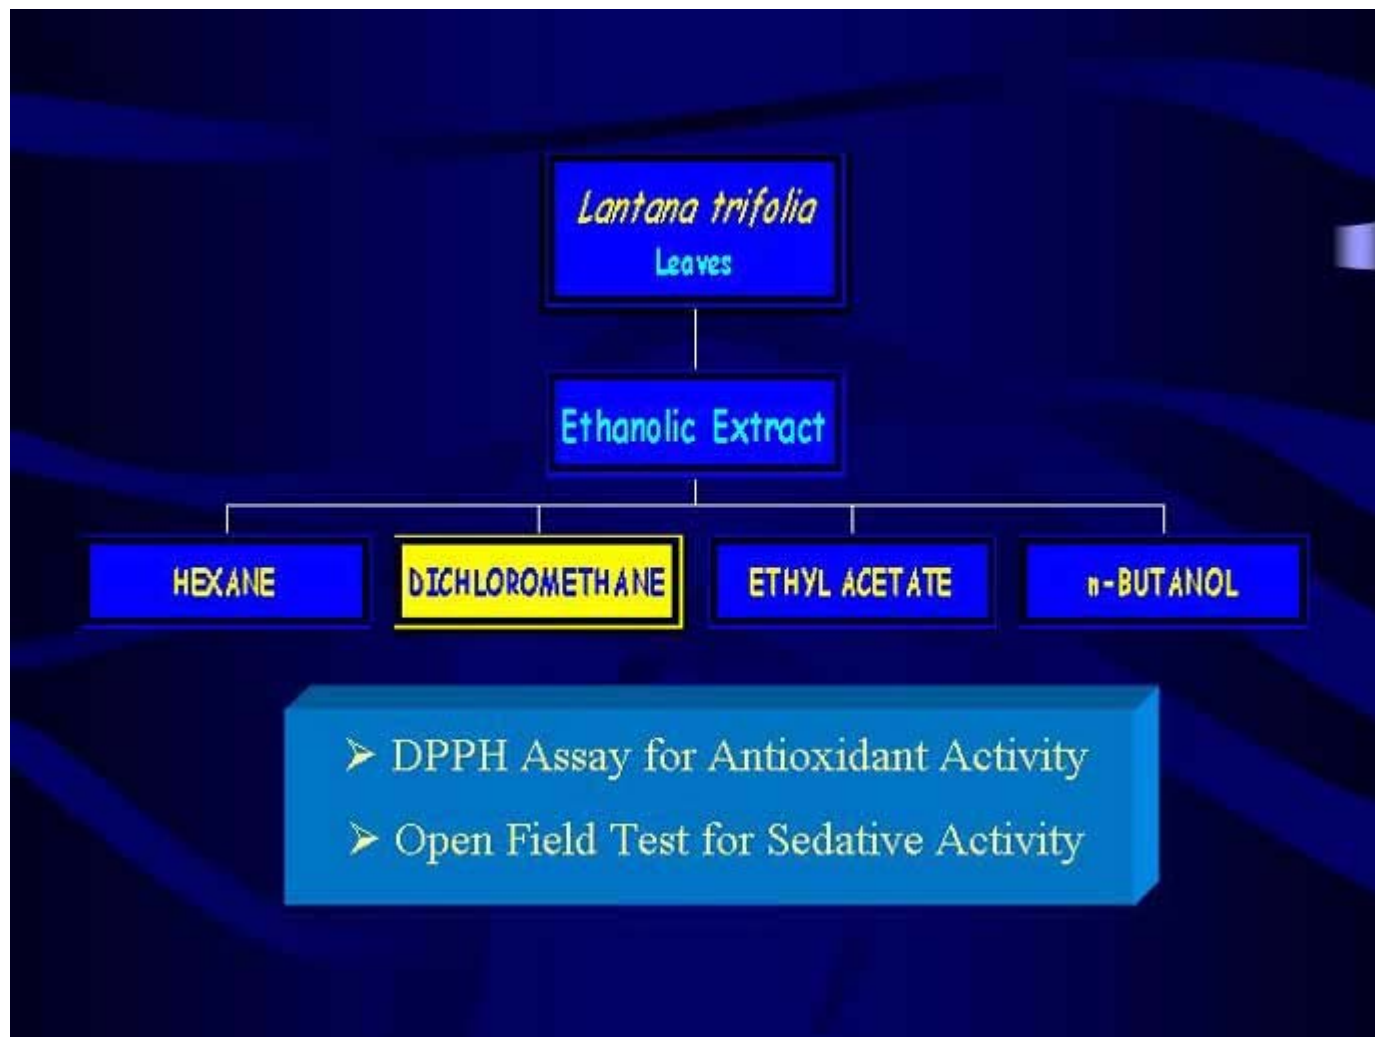 Lantana trifolia
Leaves
Ethanolic Extract
HEXANE
DICHLOROMETHANE
ETHYL ACETATE
n-BUTANOL
➢ DPPH Assay for Antioxidant Activity
➢ Open Field Test for Sedative Activity